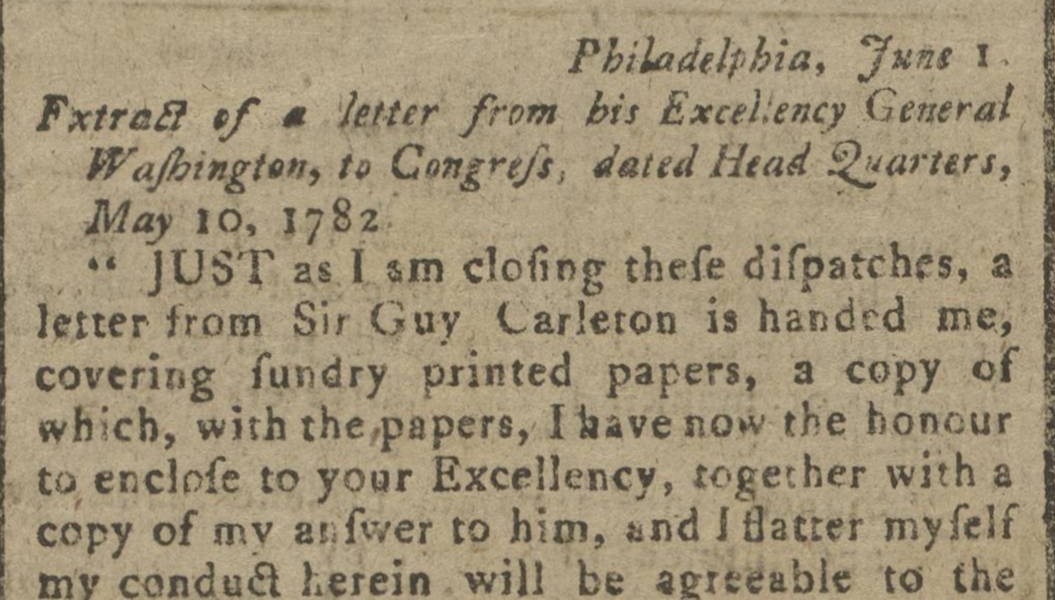 Philadelphia, June 1.
Extract of a letter from his Excellency General
Waſhington, to Congreſs, dated Head Quarters,
May 10, 1782
“ JUST as I am cloſing theſe diſpatches, a
letter from Sir Guy Carleton is handed me,
covering ſundry printed papers, a copy of
which, with the papers, I have now the honour
to encloſe to your Excellency, together with a
copy of my anſwer to him, and I flatter myſelf
my conduct herein will be agreeable to the